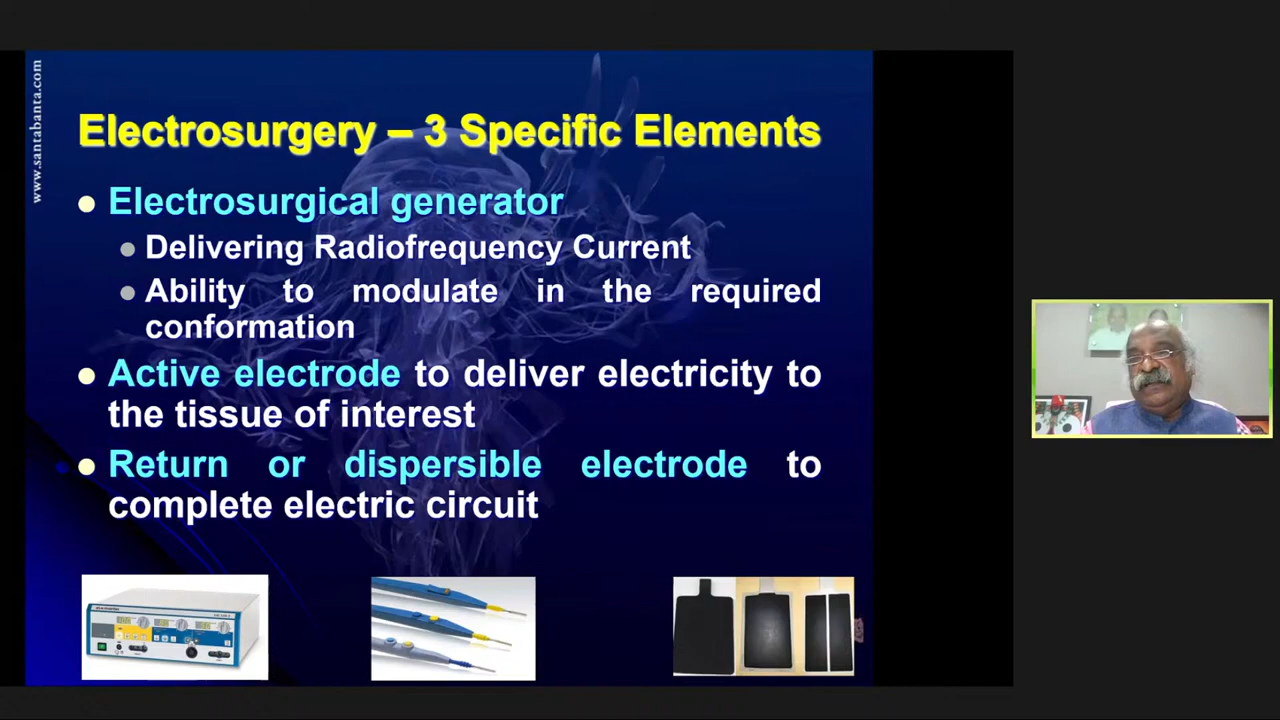 www.santabanta.com
Electrosurgery – 3 Specific Elements
Electrosurgical generator
Delivering Radiofrequency Current
Ability to modulate in the required
conformation
Active electrode to deliver electricity to
the tissue of interest
Return or dispersible electrode to
complete electric circuit